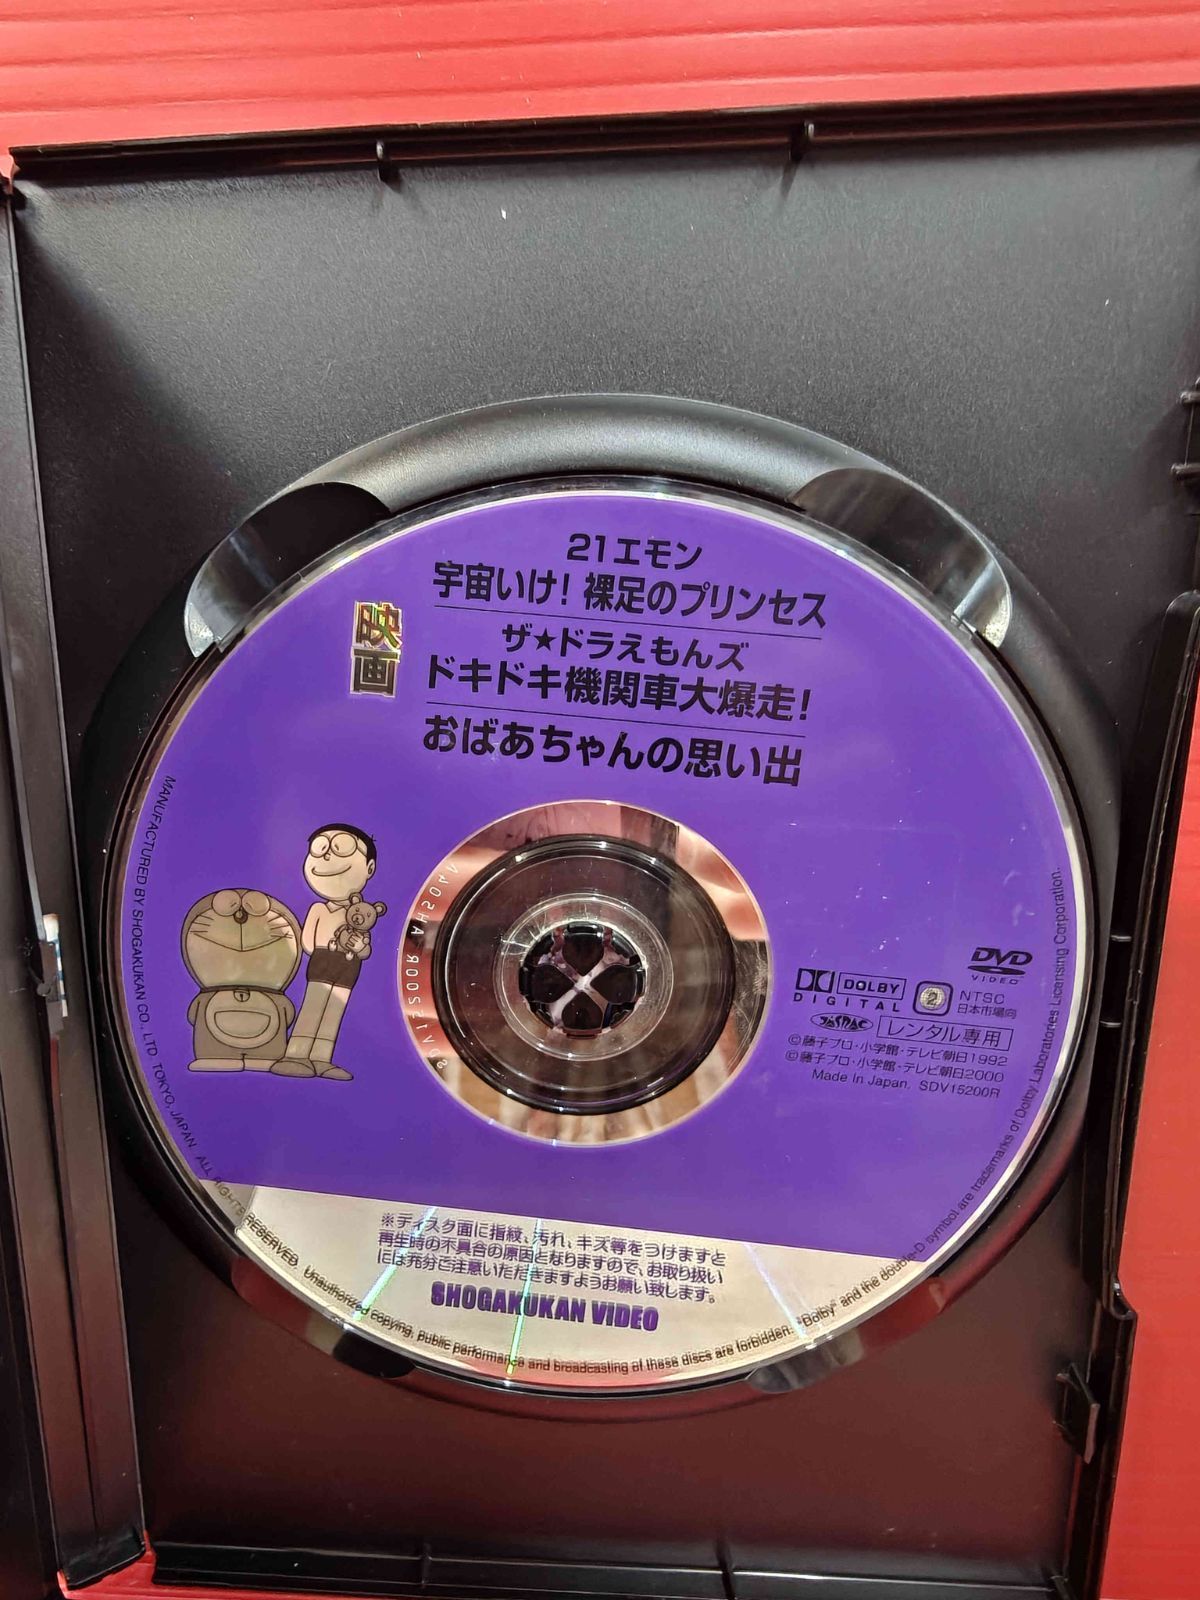 21エモン
宇宙いけ! 裸足のプリンセス
ザ★ドラえもんズ
ドキドキ機関車大爆走!
おばあちゃんの思い出
映画
DVD
VIDEO
DOLBY
DIGITAL
2
NTSC
日本市場向
JASRAC
レンタル専用
©藤子プロ・小学館・テレビ朝日1992
©藤子プロ・小学館・テレビ朝日2000
Made In Japan. SDV15200R
※ディスク面に指紋、汚れ、キズ等をつけますと
再生時の不具合の原因となりますので、お取り扱い
には充分ご注意いただきますようお願い致します。
SHOGAKUKAN VIDEO
MANUFACTURED BY SHOGAKUKAN CO., LTD. TOKYO, JAPAN ALL RIGHTS RESERVED. Unauthorized copying, public performance and broadcasting of these discs are forbidden. "Dolby" and the double-D symbol are trademarks of Dolby Laboratories Licensing Corporation.